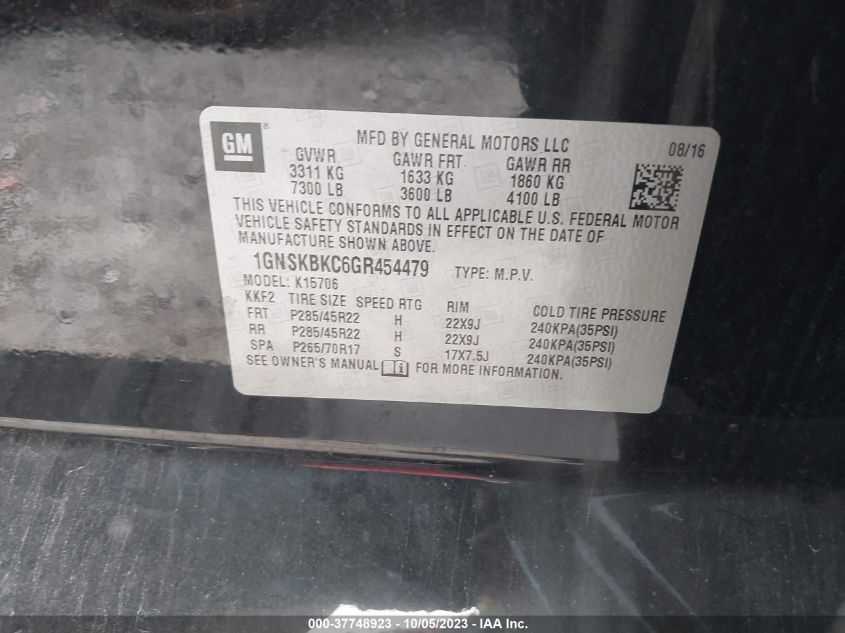 GM ®
MFD BY GENERAL MOTORS LLC 08/16
GVWR GAWR FRT. GAWR RR
3311 KG 1633 KG 1860 KG
7300 LB 3600 LB 4100 LB
THIS VEHICLE CONFORMS TO ALL APPLICABLE U.S. FEDERAL MOTOR
VEHICLE SAFETY STANDARDS IN EFFECT ON THE DATE OF
MANUFACTURE SHOWN ABOVE.
1GNSKBKC6GR454479 TYPE: M.P.V.
MODEL: K15706
KKF2 TIRE SIZE SPEED RTG RIM COLD TIRE PRESSURE
FRT P285/45R22 H 22X9J 240KPA(35PSI)
RR P285/45R22 H 22X9J 240KPA(35PSI)
SPA P265/70R17 S 17X7.5J 240KPA(35PSI)
SEE OWNER'S MANUAL FOR MORE INFORMATION.
000-37748923 - 10/05/2023 - IAA Inc.